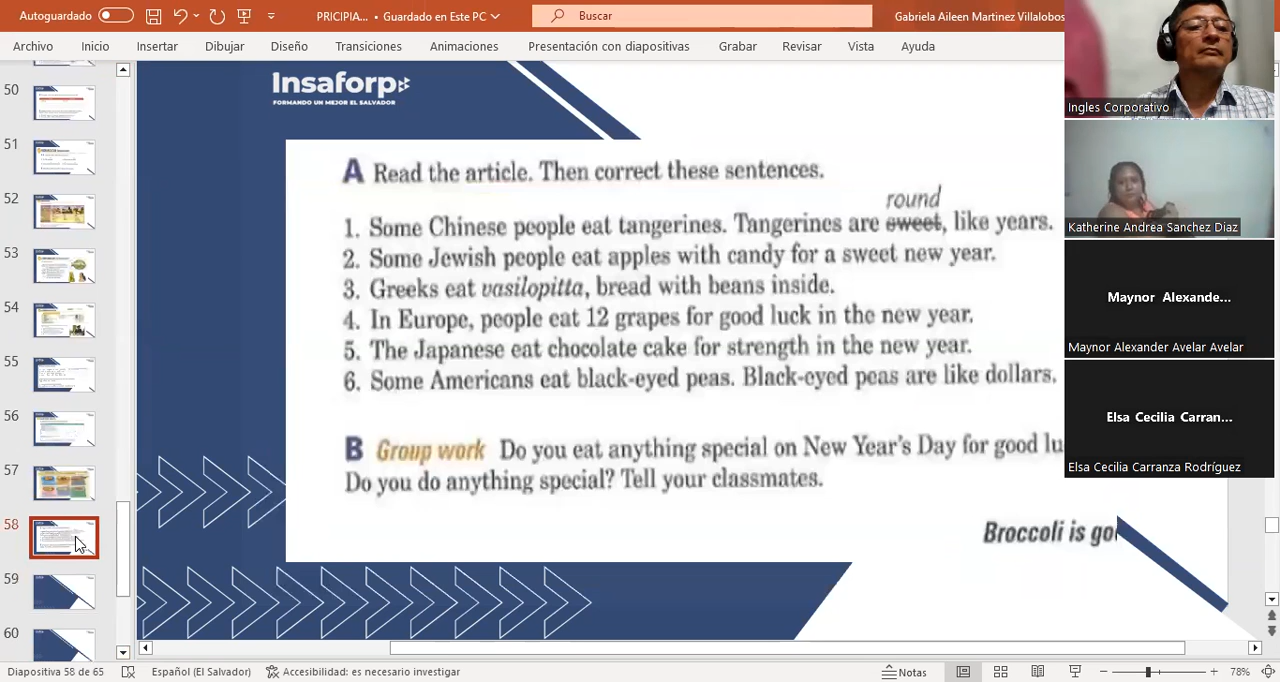 Autoguardado
PRICIPIA... • Guardado en Este PC
Buscar
Gabriela Aileen Martinez Villalobos
Archivo Inicio Insertar Dibujar Diseño Transiciones Animaciones Presentación con diapositivas Grabar Revisar Vista Ayuda
50
51
52
53
54
55
56
57
58
59
60
Insaforp
FORMANDO UN MEJOR EL SALVADOR
A Read the article. Then correct these sentences.
round
1. Some Chinese people eat tangerines. Tangerines are sweet, like years.
2. Some Jewish people eat apples with candy for a sweet new year.
3. Greeks eat vasilopitta, bread with beans inside.
4. In Europe, people eat 12 grapes for good luck in the new year.
5. The Japanese eat chocolate cake for strength in the new year.
6. Some Americans eat black-eyed peas. Black-eyed peas are like dollars.
B Group work Do you eat anything special on New Year's Day for good lu
Do you do anything special? Tell your classmates.
Broccoli is go
Ingles Corporativo
Katherine Andrea Sanchez Diaz
Maynor Alexande...
Maynor Alexander Avelar Avelar
Elsa Cecilia Carran...
Elsa Cecilia Carranza Rodríguez
Diapositiva 58 de 65
Español (El Salvador)
Accesibilidad: es necesario investigar
Notas
78%